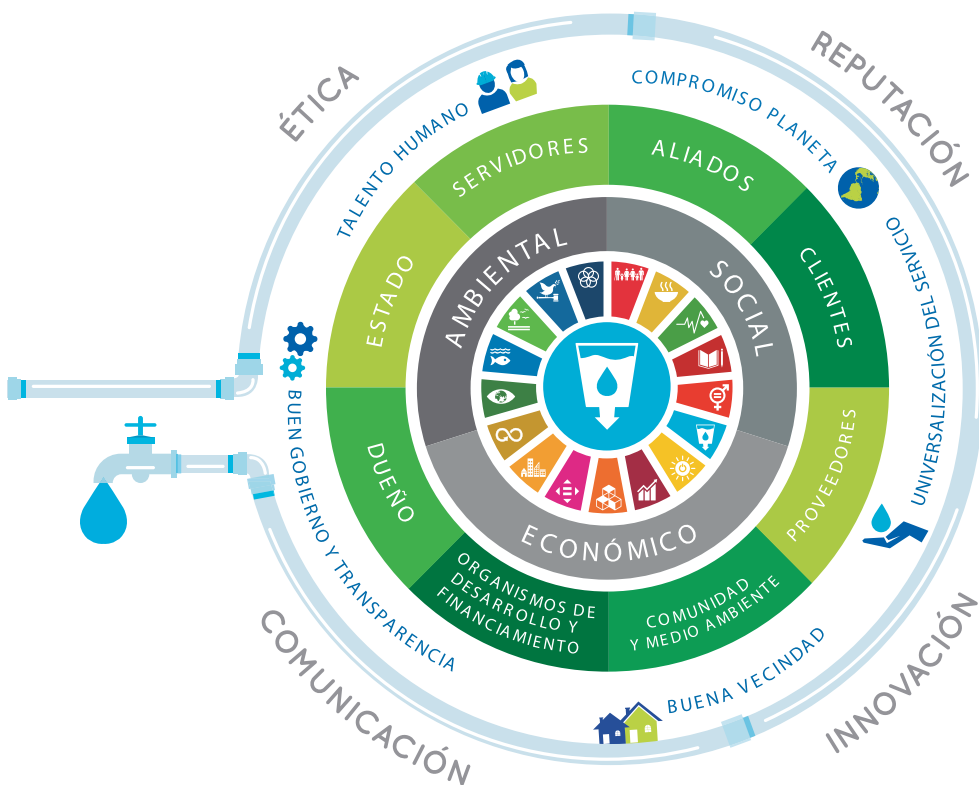 ÉTICA
REPUTACIÓN
INNOVACIÓN
COMUNICACIÓN
TALENTO HUMANO
COMPROMISO PLANETA
UNIVERSALIZACIÓN DEL SERVICIO
BUENA VECINDAD
BUEN GOBIERNO Y TRANSPARENCIA
SERVIDORES
ALIADOS
CLIENTES
PROVEEDORES
COMUNIDAD
Y MEDIO AMBIENTE
ORGANISMOS DE
DESARROLLO Y
FINANCIAMIENTO
DUEÑO
ESTADO
AMBIENTAL
SOCIAL
ECONÓMICO